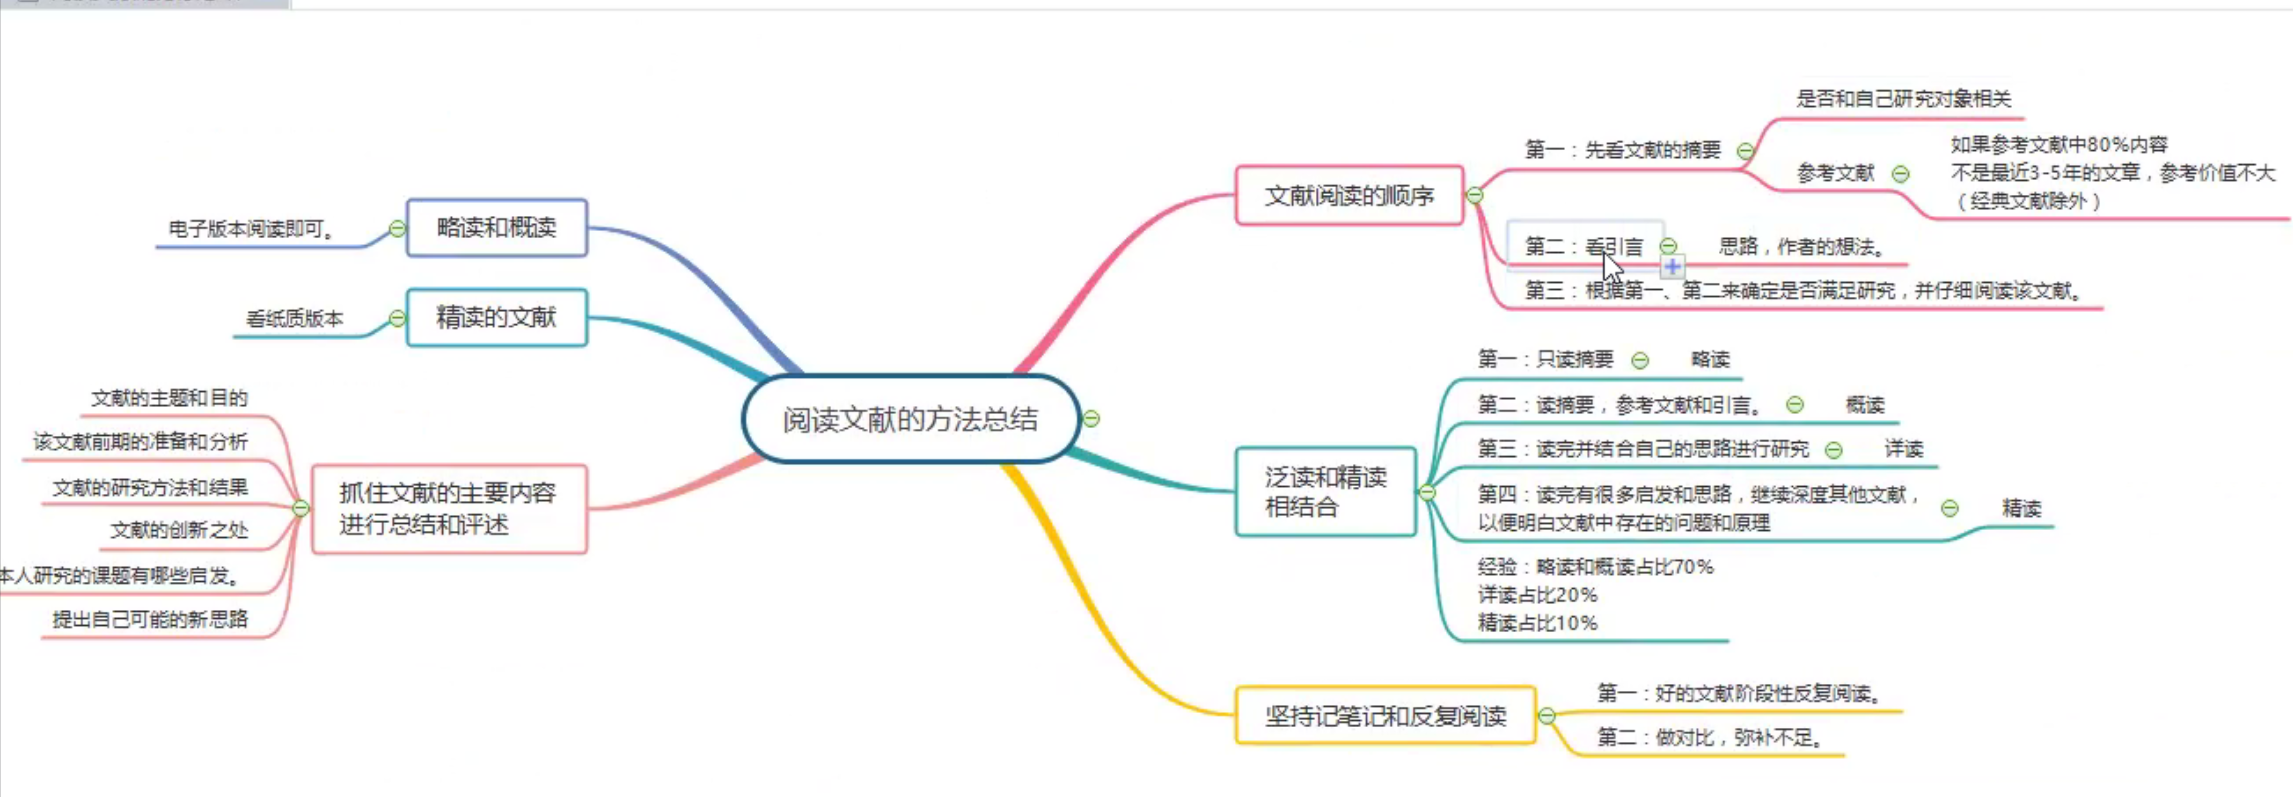 阅读文献的方法总结
文献阅读的顺序
第一：先看文献的摘要
是否和自己研究对象相关
参考文献
如果参考文献中80%内容
不是最近3-5年的文章，参考价值不大
（经典文献除外）
第二：看引言
思路，作者的想法。
第三：根据第一、第二来确定是否满足研究，并仔细阅读该文献。
泛读和精读
相结合
第一：只读摘要
略读
第二：读摘要，参考文献和引言。
概读
第三：读完并结合自己的思路进行研究
详读
第四：读完有很多启发和思路，继续深度其他文献，
以便明白文献中存在的问题和原理
精读
经验：略读和概读占比70%
详读占比20%
精读占比10%
坚持记笔记和反复阅读
第一：好的文献阶段性反复阅读。
第二：做对比，弥补不足。
略读和概读
电子版本阅读即可。
精读的文献
看纸质版本
抓住文献的主要内容
进行总结和评述
文献的主题和目的
该文献前期的准备和分析
文献的研究方法和结果
文献的创新之处
本人研究的课题有哪些启发。
提出自己可能的新思路